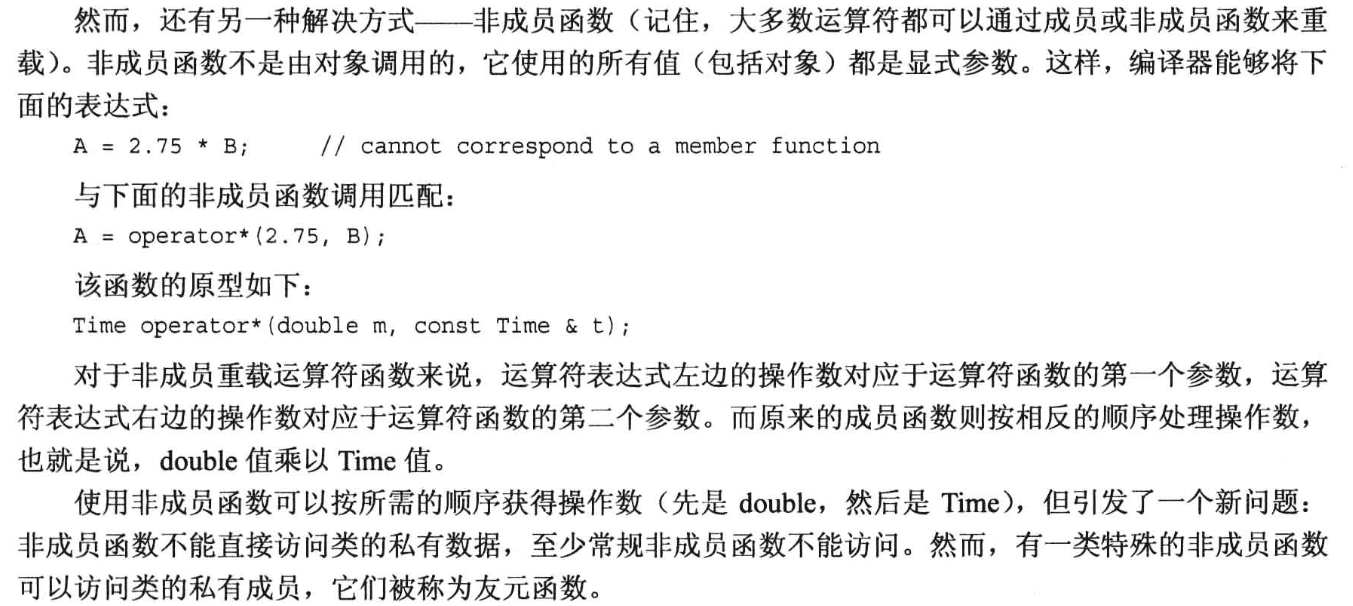 然而，还有另一种解决方式——非成员函数（记住，大多数运算符都可以通过成员或非成员函数来重
载）。非成员函数不是由对象调用的，它使用的所有值（包括对象）都是显式参数。这样，编译器能够将下
面的表达式：
A = 2.75 * B;     // cannot correspond to a member function
与下面的非成员函数调用匹配：
A = operator*(2.75, B);
该函数的原型如下：
Time operator*(double m, const Time & t);
对于非成员重载运算符函数来说，运算符表达式左边的操作数对应于运算符函数的第一个参数，运算
符表达式右边的操作数对应于运算符函数的第二个参数。而原来的成员函数则按相反的顺序处理操作数，
也就是说，double 值乘以 Time 值。
使用非成员函数可以按所需的顺序获得操作数（先是 double，然后是 Time），但引发了一个新问题：
非成员函数不能直接访问类的私有数据，至少常规非成员函数不能访问。然而，有一类特殊的非成员函数
可以访问类的私有成员，它们被称为友元函数。